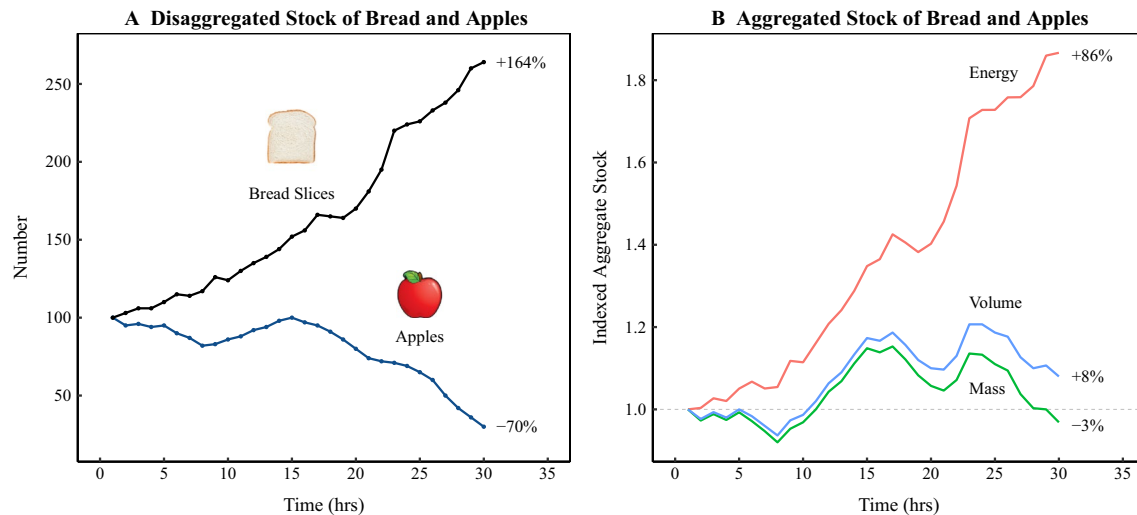 A Disaggregated Stock of Bread and Apples
Number
250
200
150
100
50
Bread Slices
Apples
+164%
−70%
0
5
10
15
20
25
30
35
Time (hrs)
B Aggregated Stock of Bread and Apples
Indexed Aggregate Stock
1.8
1.6
1.4
1.2
1.0
Energy
Volume
Mass
+86%
+8%
−3%
0
5
10
15
20
25
30
35
Time (hrs)